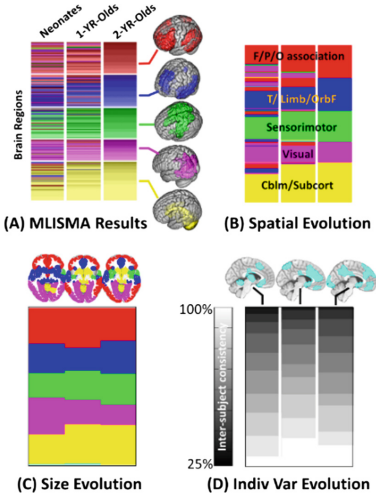 Neonates
1-YR-Olds
2-YR-Olds
Brain Regions
(A) MLISMA Results
F/P/O association
T/ Limb/OrbF
Sensorimotor
Visual
Cblm/Subcort
(B) Spatial Evolution
(C) Size Evolution
100%
Inter-subject consistency
25%
(D) Indiv Var Evolution